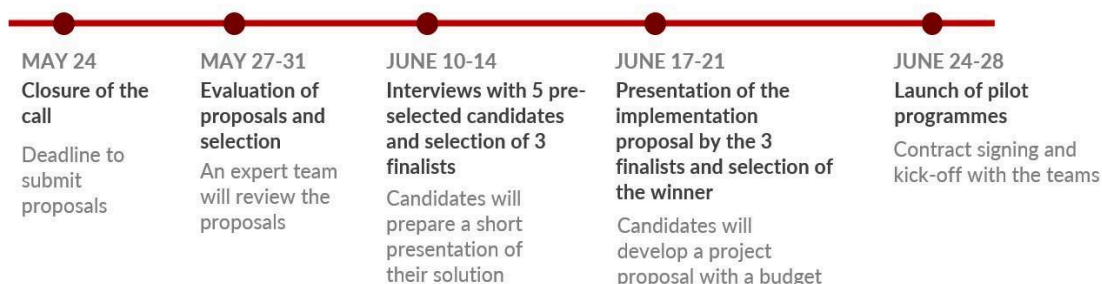 MAY 24
Closure of the
call
Deadline to
submit
proposals
MAY 27-31
Evaluation of
proposals and
selection
An expert team
will review the
proposals
JUNE 10-14
Interviews with 5 pre-
selected candidates
and selection of 3
finalists
Candidates will
prepare a short
presentation of
their solution
JUNE 17-21
Presentation of the
implementation
proposal by the 3
finalists and selection of
the winner
Candidates will
develop a project
proposal with a budget
JUNE 24-28
Launch of pilot
programmes
Contract signing and
kick-off with the teams